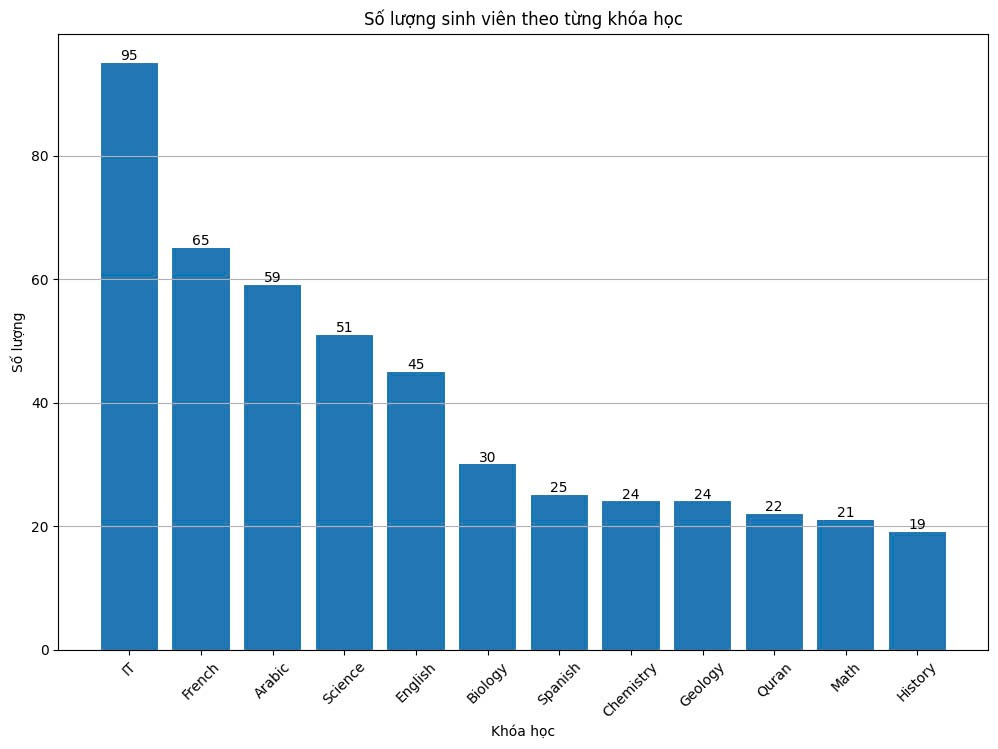 Số lượng sinh viên theo từng khóa học
95
65
59
51
45
30
25
24
24
22
21
19
80
60
40
20
0
Số lượng
IT
French
Arabic
Science
English
Biology
Spanish
Chemistry
Geology
Quran
Math
History
Khóa học